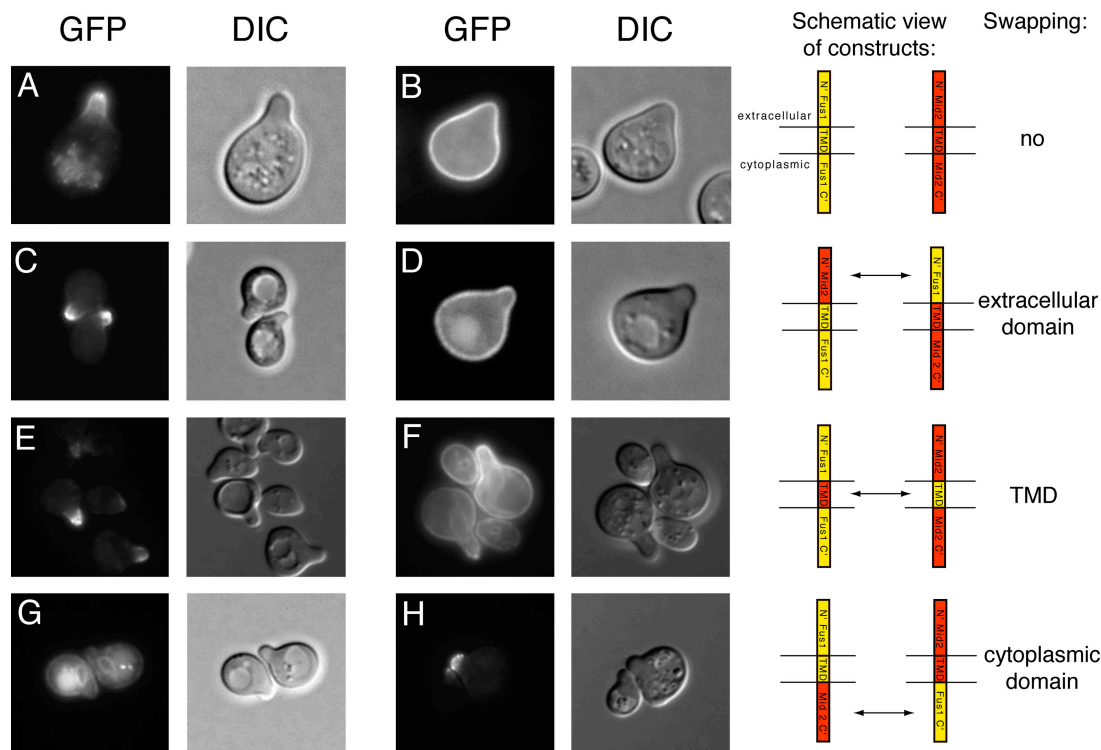 GFP DIC GFP DIC
Schematic view
of constructs:
Swapping:
A
B
extracellular
cytoplasmic
N' Fus1 TMD Fus1 C'
N' Mid2 TMD Mid2 C'
no
C
D
N' Mid2 TMD Fus1 C'
N' Fus1 TMD Mid 2 C'
extracellular
domain
E
F
N' Fus1 TMD Fus1 C'
N' Mid2 TMD Mid2 C'
TMD
G
H
N' Fus1 TMD Mid 2 C'
N' Mid2 TMD Fus1 C'
cytoplasmic
domain